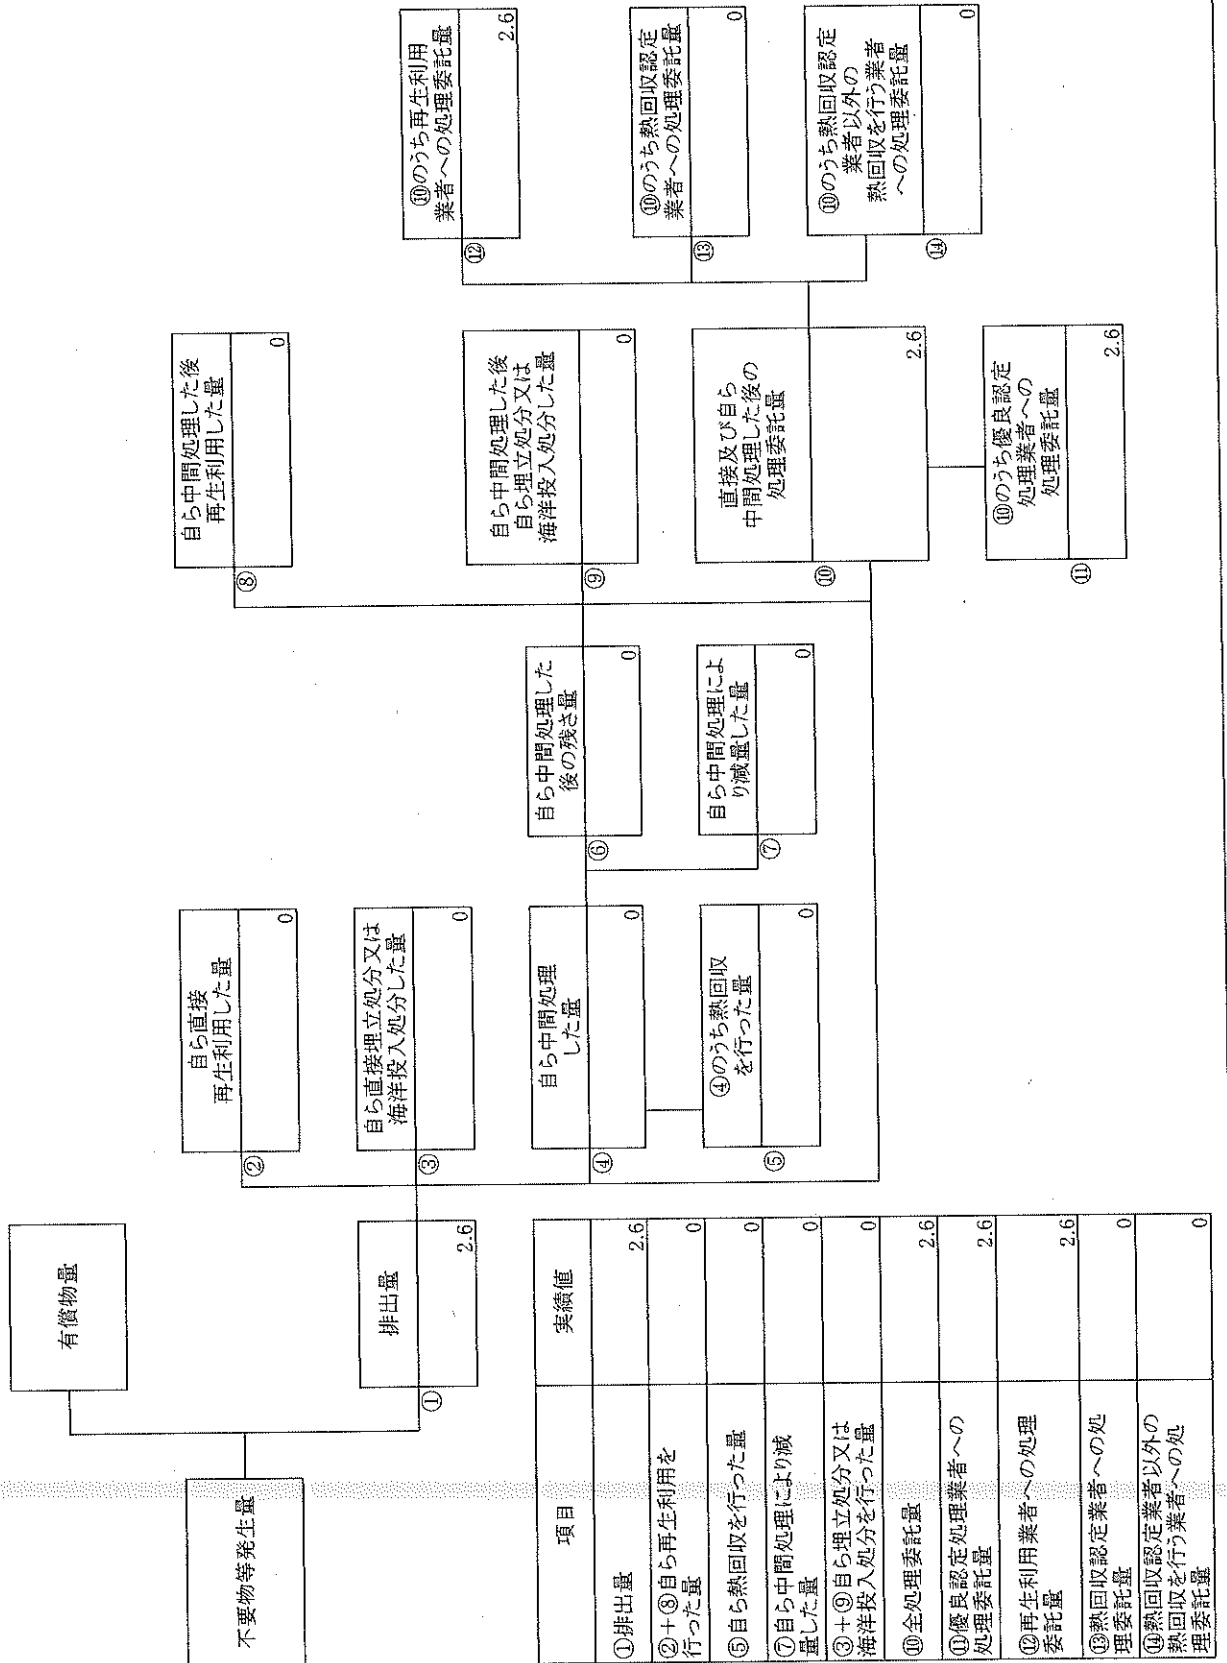 不要物等発生量
有償物量
排出量
①
2.6
自ら直接
再生利用した量
②
0
自ら直接埋立処分又は
海洋投入処分した量
③
0
自ら中間処理
した量
④
0
④のうち熱回収
を行った量
⑤
0
自ら中間処理した
後の残さ量
⑥
0
自ら中間処理によ
り減量した量
⑦
0
自ら中間処理した後
再生利用した量
⑧
0
自ら中間処理した後
自ら埋立処分又は
海洋投入処分した量
⑨
0
直接及び自ら
中間処理した後の
処理委託量
⑩
2.6
⑩のうち優良認定
処理業者への
処理委託量
⑪
2.6
⑩のうち再生利用
業者への処理委託量
⑫
2.6
⑩のうち熱回収認定
業者への処理委託量
⑬
0
⑩のうち熱回収認定
業者以外の
熱回収を行う業者
への処理委託量
⑭
0
項目 実績値
①排出量 2.6
②+⑧自ら再生利用を
行った量 0
⑤自ら熱回収を行った量 0
⑦自ら中間処理により減
量した量 0
③+⑨自ら埋立処分又は
海洋投入処分を行った量 0
⑩全処理委託量 2.6
⑪優良認定処理業者への
処理委託量 2.6
⑫再生利用業者への処理
委託量 2.6
⑬熱回収認定業者への処
理委託量 0
⑭熱回収認定業者以外の
熱回収を行う業者への処
理委託量 0